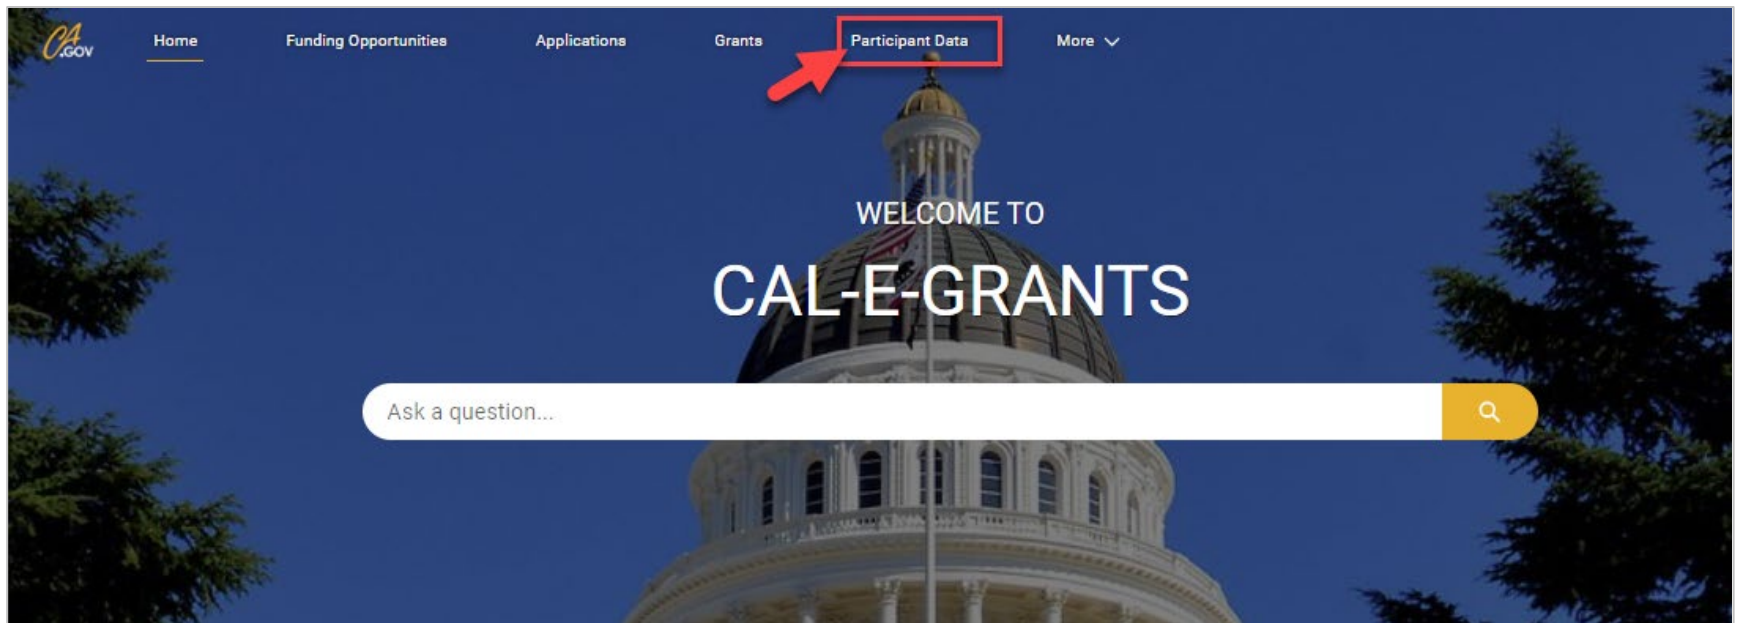 CA
.GOV
Home
Funding Opportunities
Applications
Grants
Participant Data
More
WELCOME TO
CAL-E-GRANTS
Ask a question...